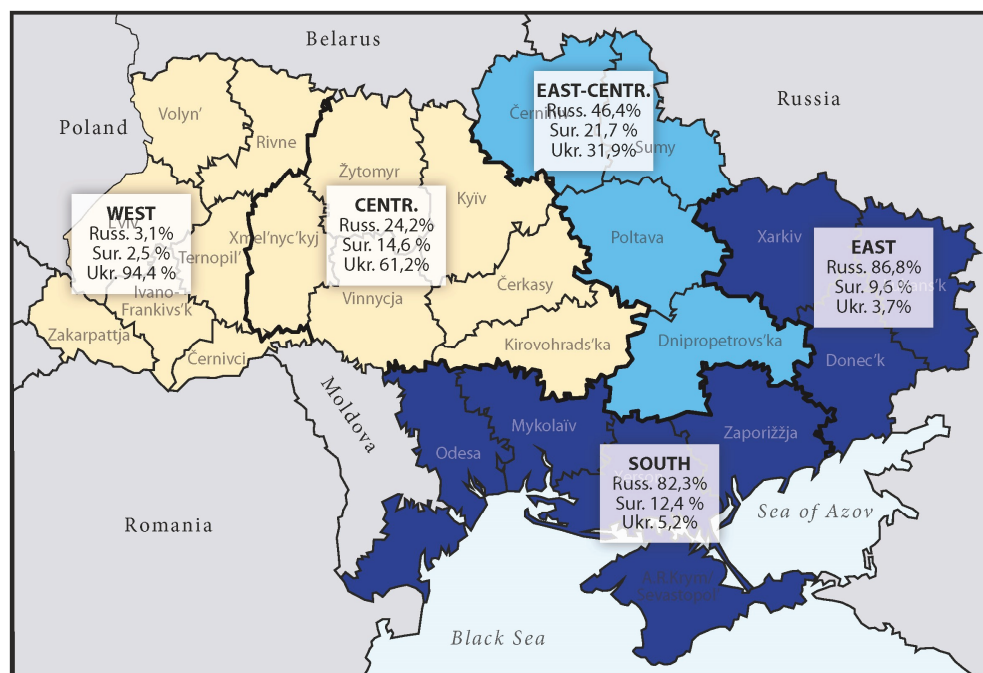 Belarus
EAST-CENTR.
Russ. 46,4%
Sur. 21,7 %
Ukr. 31,9%
Russia
Volyn'
Poland
Rivne
Sumy
Žytomyr
Kyïv
WEST
Russ. 3,1%
Sur. 2,5 %
Ukr. 94,4 %
CENTR.
Russ. 24,2%
Sur. 14,6 %
Ukr. 61,2%
Xmel'nyc'kyj
Ternopil'
Poltava
Xarkiv
EAST
Russ. 86,8%
Sur. 9,6 %
Ukr. 3,7%
Ivano-
Frankivs'k
Vinnycja
Čerkasy
Zakarpattja
Černivci
Kirovohrads'ka
Dnipropetrovs'ka
Donec'k
Moldova
Odesa
Mykolaïv
Zaporižžja
SOUTH
Russ. 82,3%
Sur. 12,4 %
Ukr. 5,2%
Romania
Sea of Azov
A.R.Krym/
Sevastopol'
Black Sea